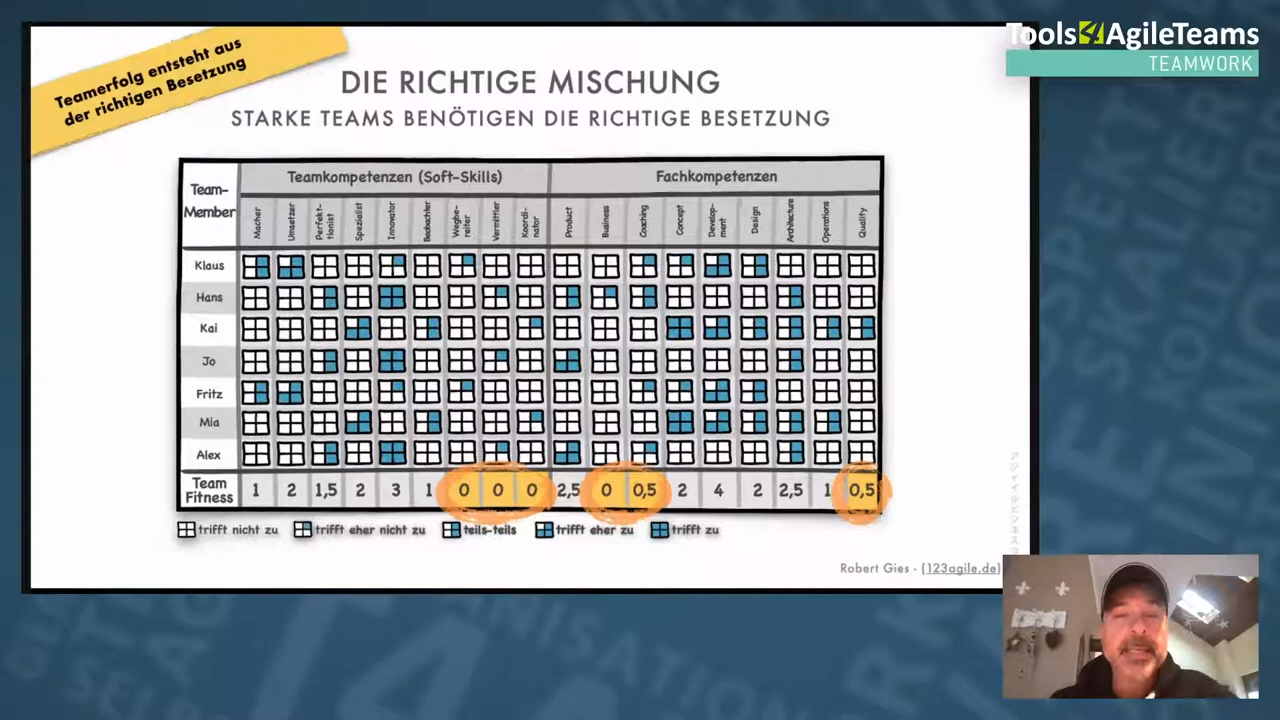 Teamerfolg entsteht aus
der richtigen Besetzung
Tools4AgileTeams
TEAMWORK
DIE RICHTIGE MISCHUNG
STARKE TEAMS BENÖTIGEN DIE RICHTIGE BESETZUNG
Team-
Member
Teamkompetenzen (Soft-Skills)
Fachkompetenzen
Macher
Umsetzer
Perfekt-
tionist
Spezialist
Innovator
Beobachter
Wegbe-
reiter
Vermittler
Koordi-
nator
Product
Business
Coaching
Concept
Develop-
ment
Design
Architecture
Operations
Quality
Klaus
Hans
Kai
Jo
Fritz
Mia
Alex
Team
Fitness
1 2 1,5 2 3 1 0 0 0 2,5 0 0,5 2 4 2 2,5 1 0,5
trifft nicht zu trifft eher nicht zu teils-teils trifft eher zu trifft zu
Robert Gies - (123agile.de)